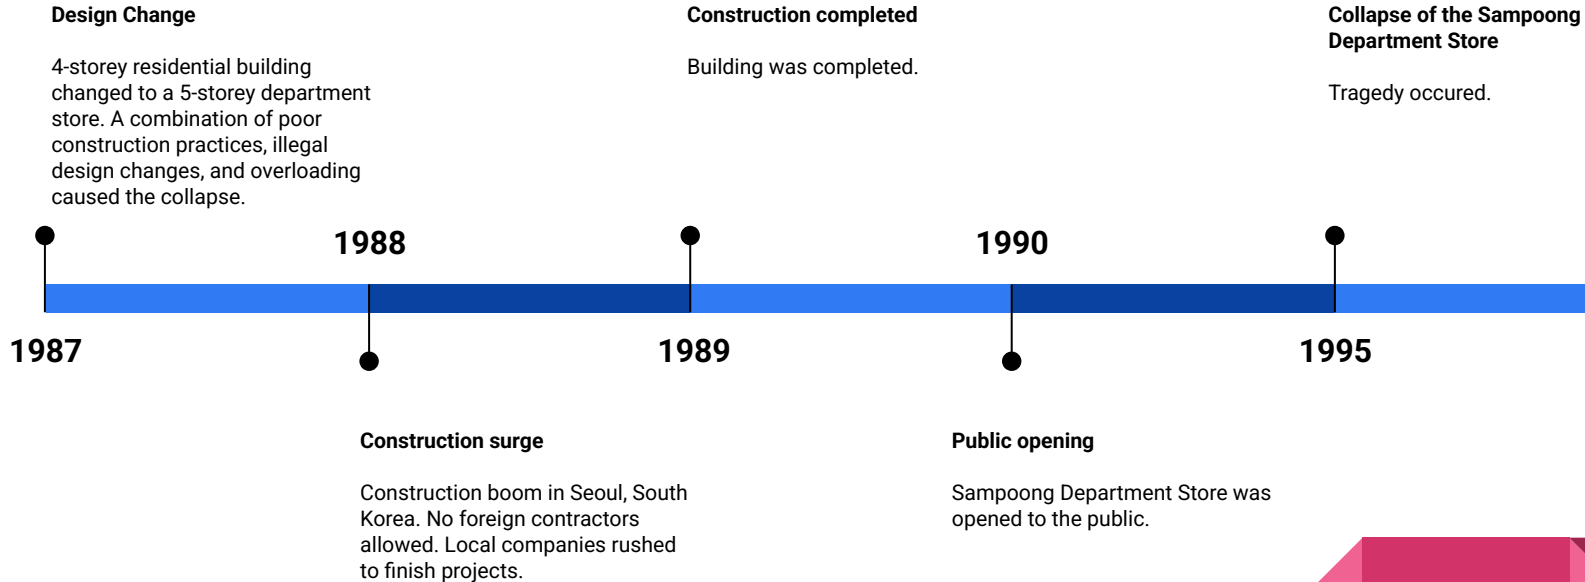 Design Change
4-storey residential building
changed to a 5-storey department
store. A combination of poor
construction practices, illegal
design changes, and overloading
caused the collapse.
Construction completed
Building was completed.
Collapse of the Sampoong
Department Store
Tragedy occured.
1988
1990
1987
1989
1995
Construction surge
Construction boom in Seoul, South
Korea. No foreign contractors
allowed. Local companies rushed
to finish projects.
Public opening
Sampoong Department Store was
opened to the public.